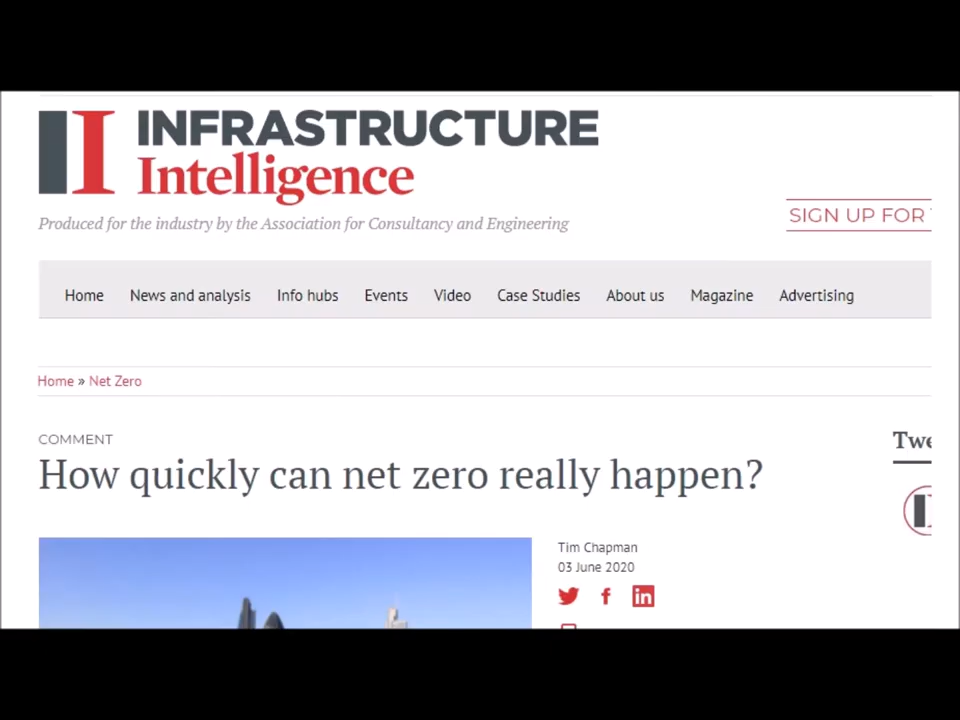 INFRASTRUCTURE
Intelligence
Produced for the industry by the Association for Consultancy and Engineering
SIGN UP FOR
Home News and analysis Info hubs Events Video Case Studies About us Magazine Advertising
Home » Net Zero
COMMENT
How quickly can net zero really happen?
Twe
Tim Chapman
03 June 2020